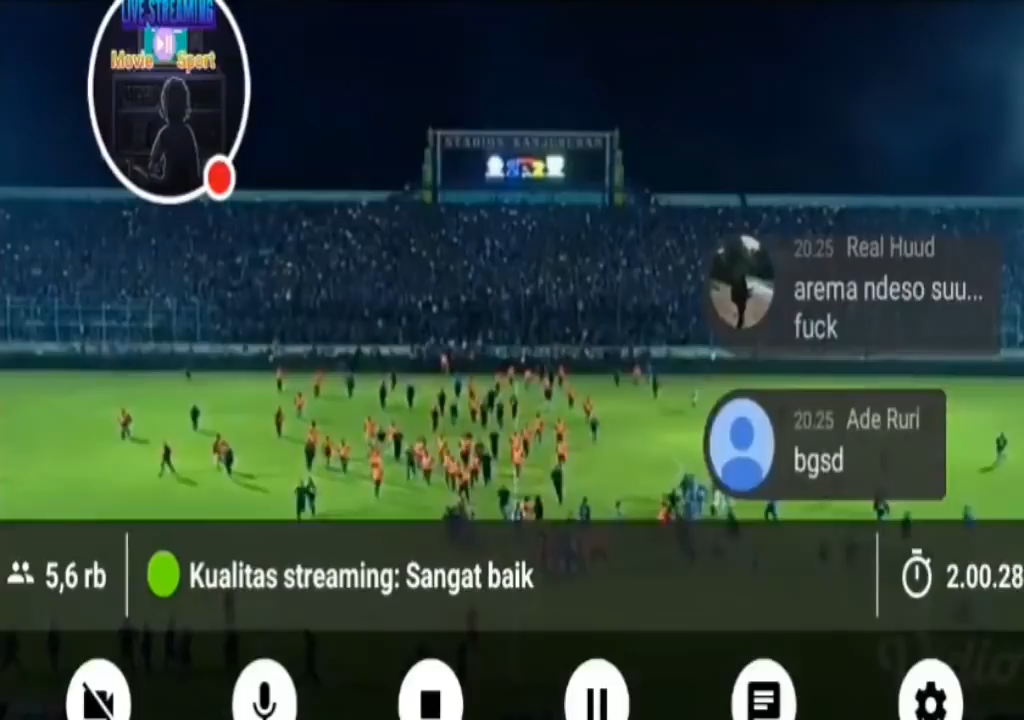 LIVE STREAMING
Movie Sport
STADION KANJURUHAN
20.25 Real Huud
arema ndeso suu...
fuck
20.25 Ade Ruri
bgsd
5,6 rb
Kualitas streaming: Sangat baik
2.00.28
Vidio